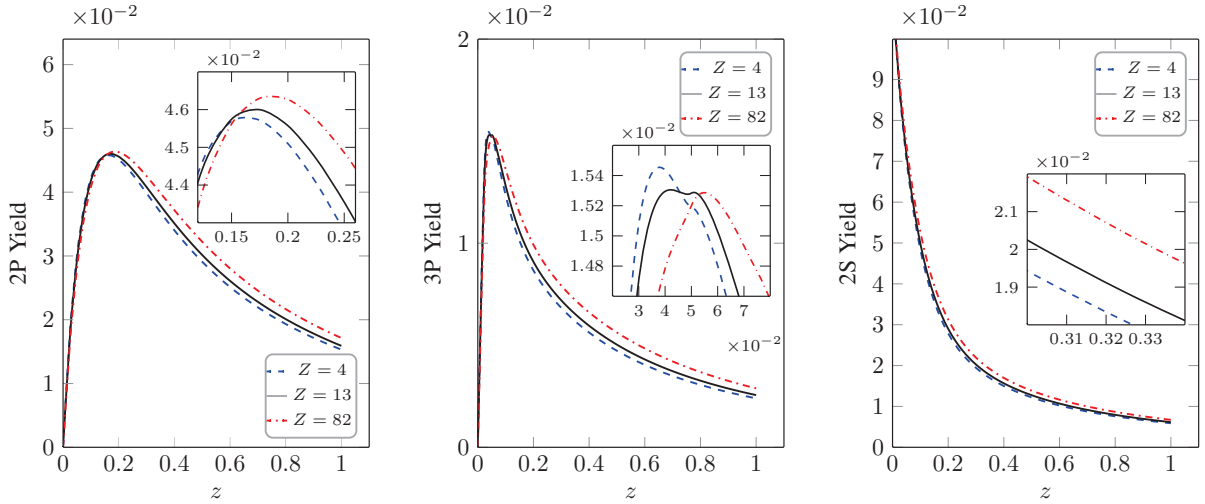 ×10⁻²
2P Yield
6
5
4
3
2
1
0
0 0.2 0.4 0.6 0.8 1
z
×10⁻²
4.6
4.5
4.4
0.15 0.2 0.25
Z = 4
Z = 13
Z = 82
×10⁻²
3P Yield
2
1
0
0 0.2 0.4 0.6 0.8 1
z
Z = 4
Z = 13
Z = 82
×10⁻²
1.54
1.52
1.5
1.48
3 4 5 6 7
×10⁻²
×10⁻²
2S Yield
9
8
7
6
5
4
3
2
1
0
0 0.2 0.4 0.6 0.8 1
z
Z = 4
Z = 13
Z = 82
×10⁻²
2.1
2
1.9
0.31 0.32 0.33